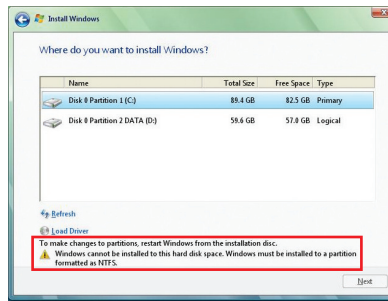 Install Windows
Where do you want to install Windows?
Name Total Size Free Space Type
Disk 0 Partition 1 (C:) 89.4 GB 82.5 GB Primary
Disk 0 Partition 2 DATA (D:) 59.6 GB 57.0 GB Logical
Refresh
Load Driver
To make changes to partitions, restart Windows from the installation disc.
Windows cannot be installed to this hard disk space. Windows must be installed to a partition
formatted as NTFS.
Next